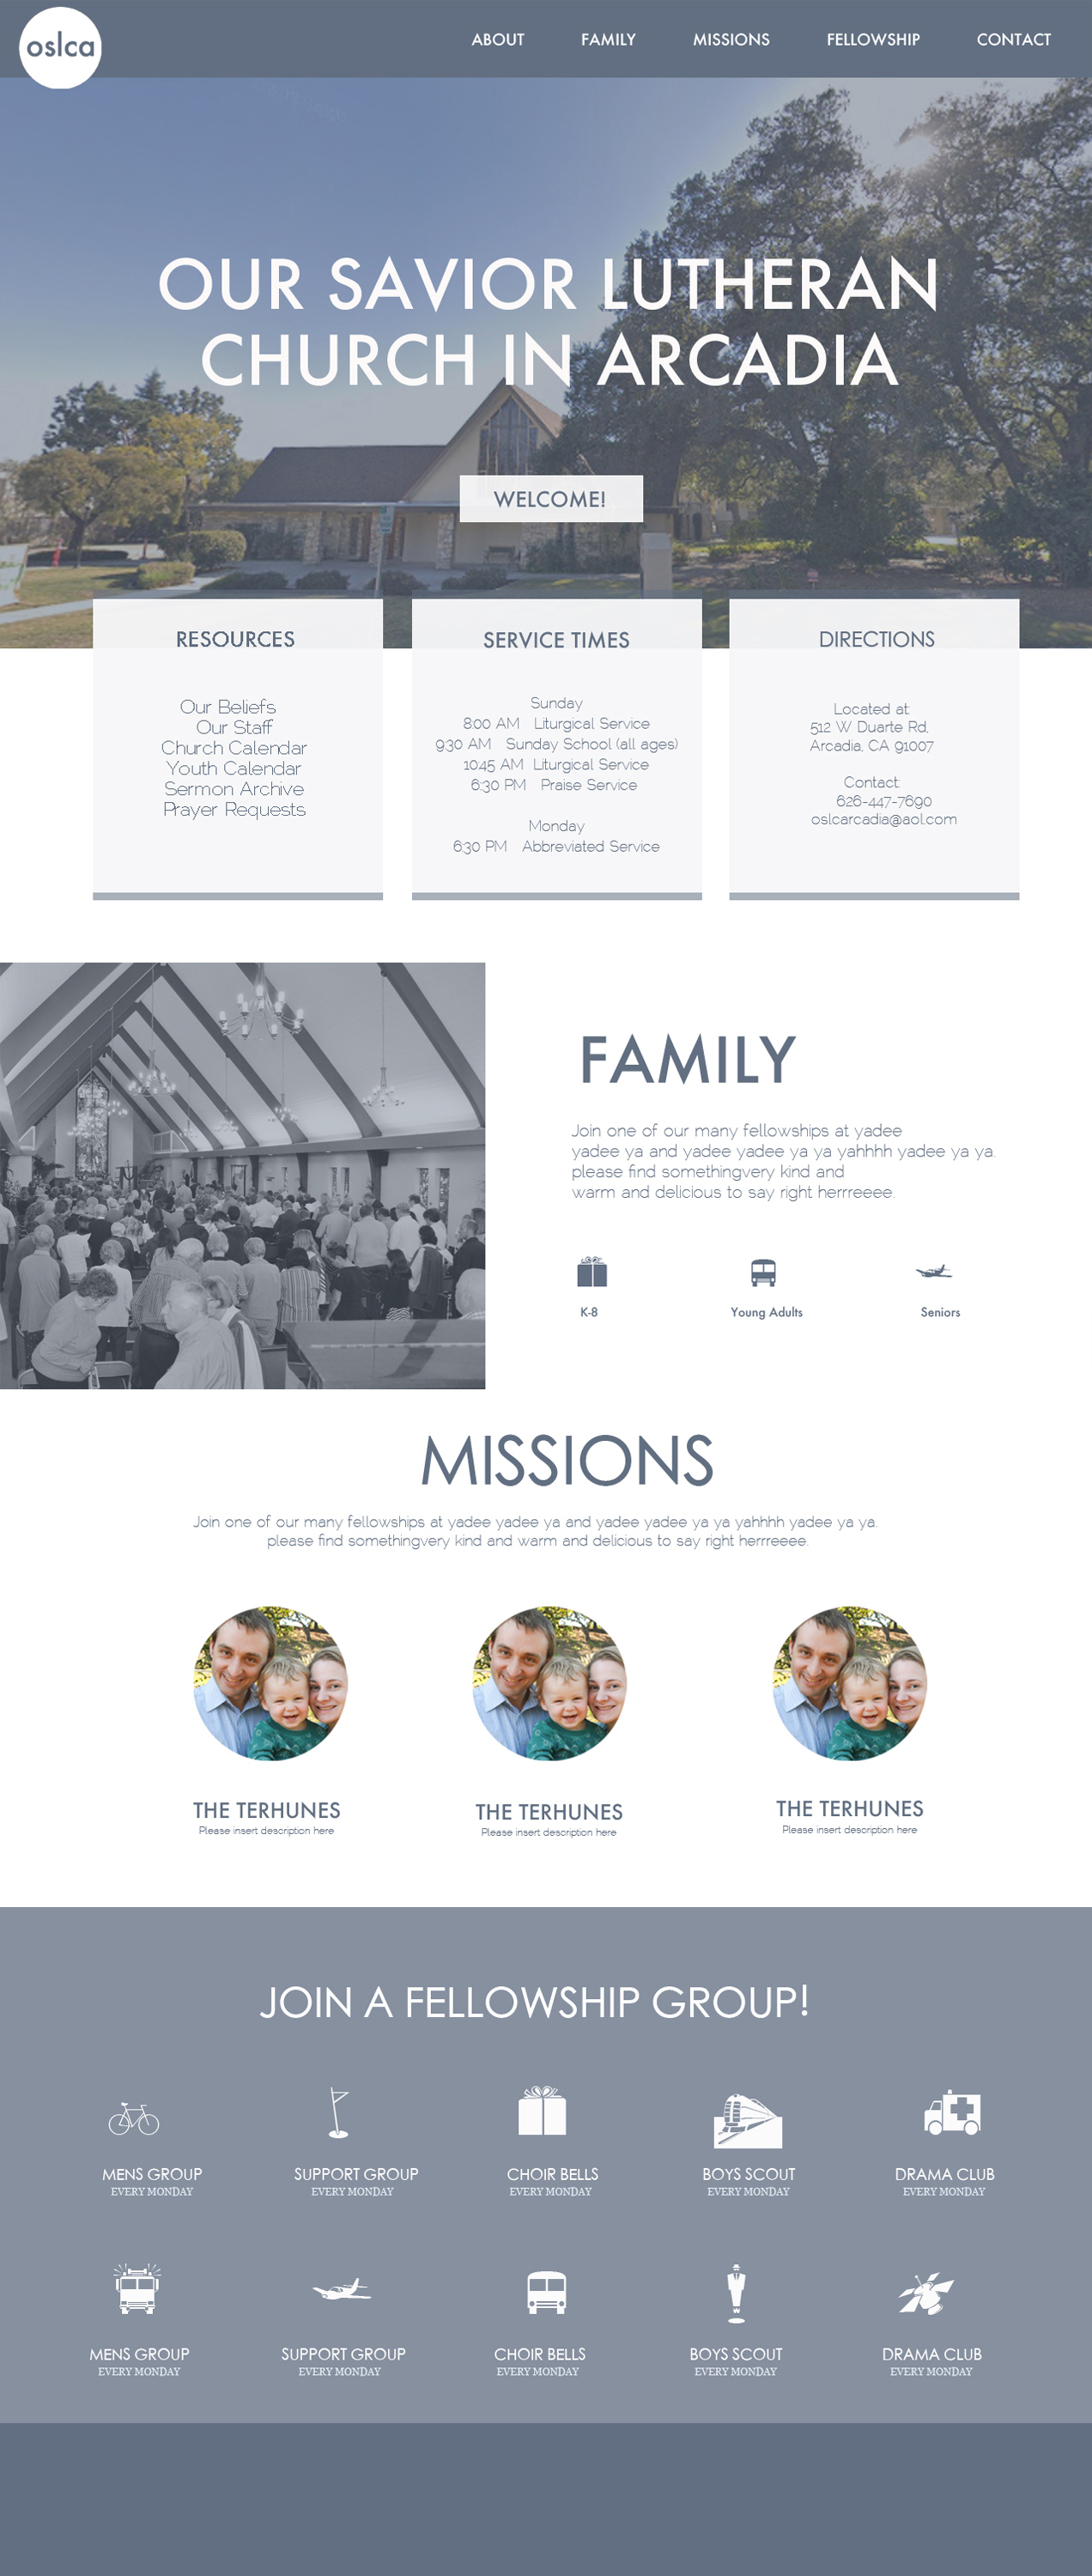 oslca
ABOUT FAMILY MISSIONS FELLOWSHIP CONTACT
OUR SAVIOR LUTHERAN
CHURCH IN ARCADIA
WELCOME!
RESOURCES
Our Beliefs
Our Staff
Church Calendar
Youth Calendar
Sermon Archive
Prayer Requests
SERVICE TIMES
Sunday
8:00 AM Liturgical Service
9:30 AM Sunday School (all ages)
10:45 AM Liturgical Service
6:30 PM Praise Service
Monday
6:30 PM Abbreviated Service
DIRECTIONS
Located at:
512 W Duarte Rd,
Arcadia, CA 91007
Contact:
626-447-7690
oslcarcadia@aol.com
FAMILY
Join one of our many fellowships at yadee
yadee ya and yadee yadee ya ya yahhhh yadee ya ya.
please find somethingvery kind and
warm and delicious to say right herrreeee.
K-8 Young Adults Seniors
MISSIONS
Join one of our many fellowships at yadee yadee ya and yadee yadee ya ya yahhhh yadee ya ya.
please find somethingvery kind and warm and delicious to say right herrreeee.
THE TERHUNES
Please insert description here
THE TERHUNES
Please insert description here
THE TERHUNES
Please insert description here
JOIN A FELLOWSHIP GROUP!
MENS GROUP
EVERY MONDAY
SUPPORT GROUP
EVERY MONDAY
CHOIR BELLS
EVERY MONDAY
BOYS SCOUT
EVERY MONDAY
DRAMA CLUB
EVERY MONDAY
MENS GROUP
EVERY MONDAY
SUPPORT GROUP
EVERY MONDAY
CHOIR BELLS
EVERY MONDAY
BOYS SCOUT
EVERY MONDAY
DRAMA CLUB
EVERY MONDAY